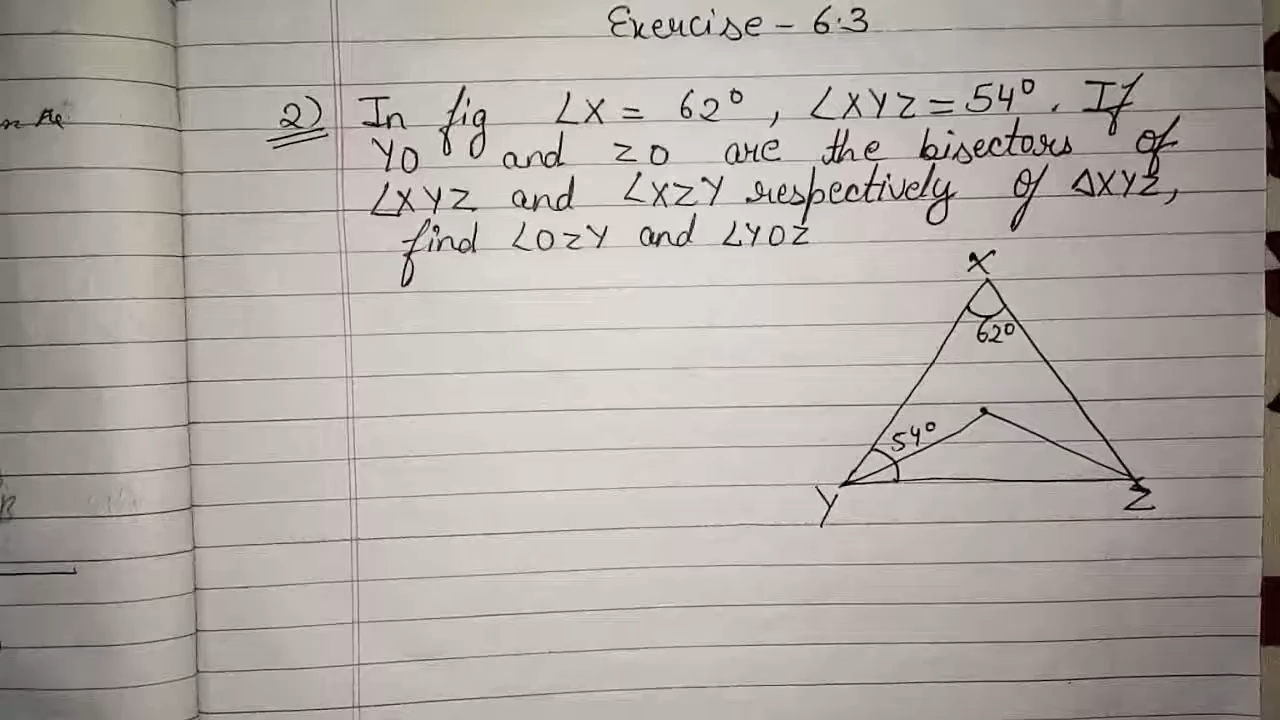 Exercise - 6.3
2) In fig ∠X = 62°, ∠XYZ = 54°. If
YO and ZO are the bisectors of
∠XYZ and ∠XZY respectively of ΔXYZ,
find ∠OZY and ∠YOZ
X
62°
54°
Y
Z